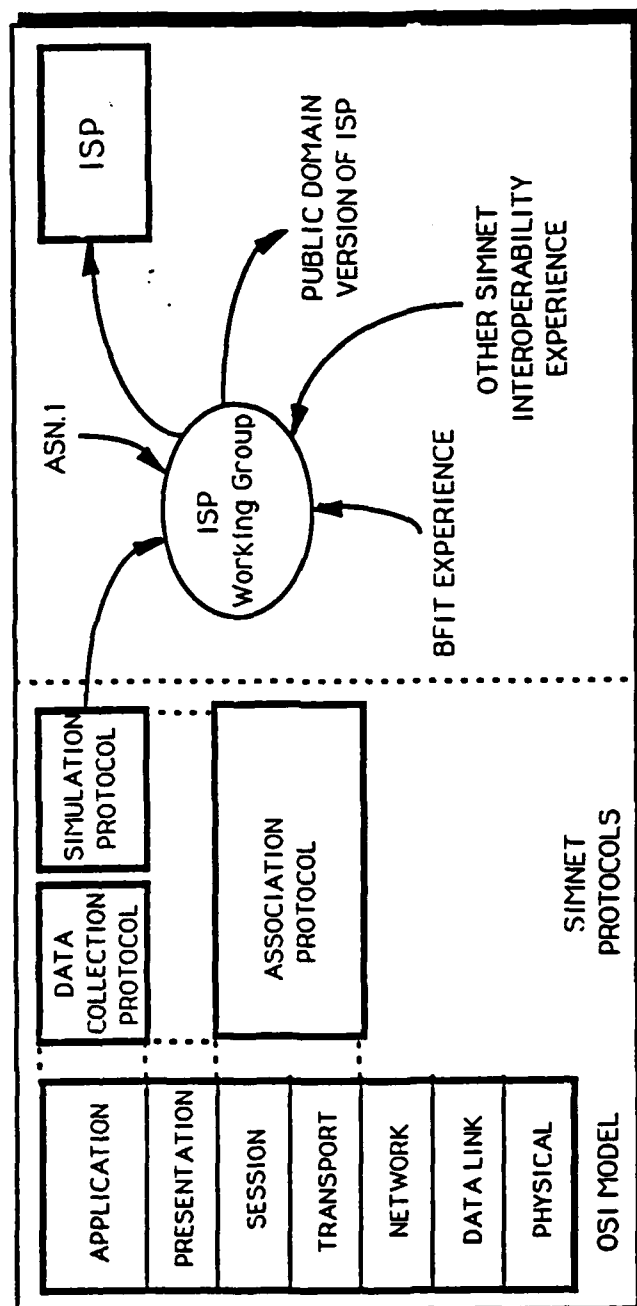 APPLICATION
PRESENTATION
SESSION
TRANSPORT
NETWORK
DATA LINK
PHYSICAL
OSI MODEL
DATA
COLLECTION
PROTOCOL
SIMULATION
PROTOCOL
ASSOCIATION
PROTOCOL
SIMNET
PROTOCOLS
ASN.1
ISP
Working Group
BFIT EXPERIENCE
ISP
PUBLIC DOMAIN
VERSION OF ISP
OTHER SIMNET
INTEROPERABILITY
EXPERIENCE